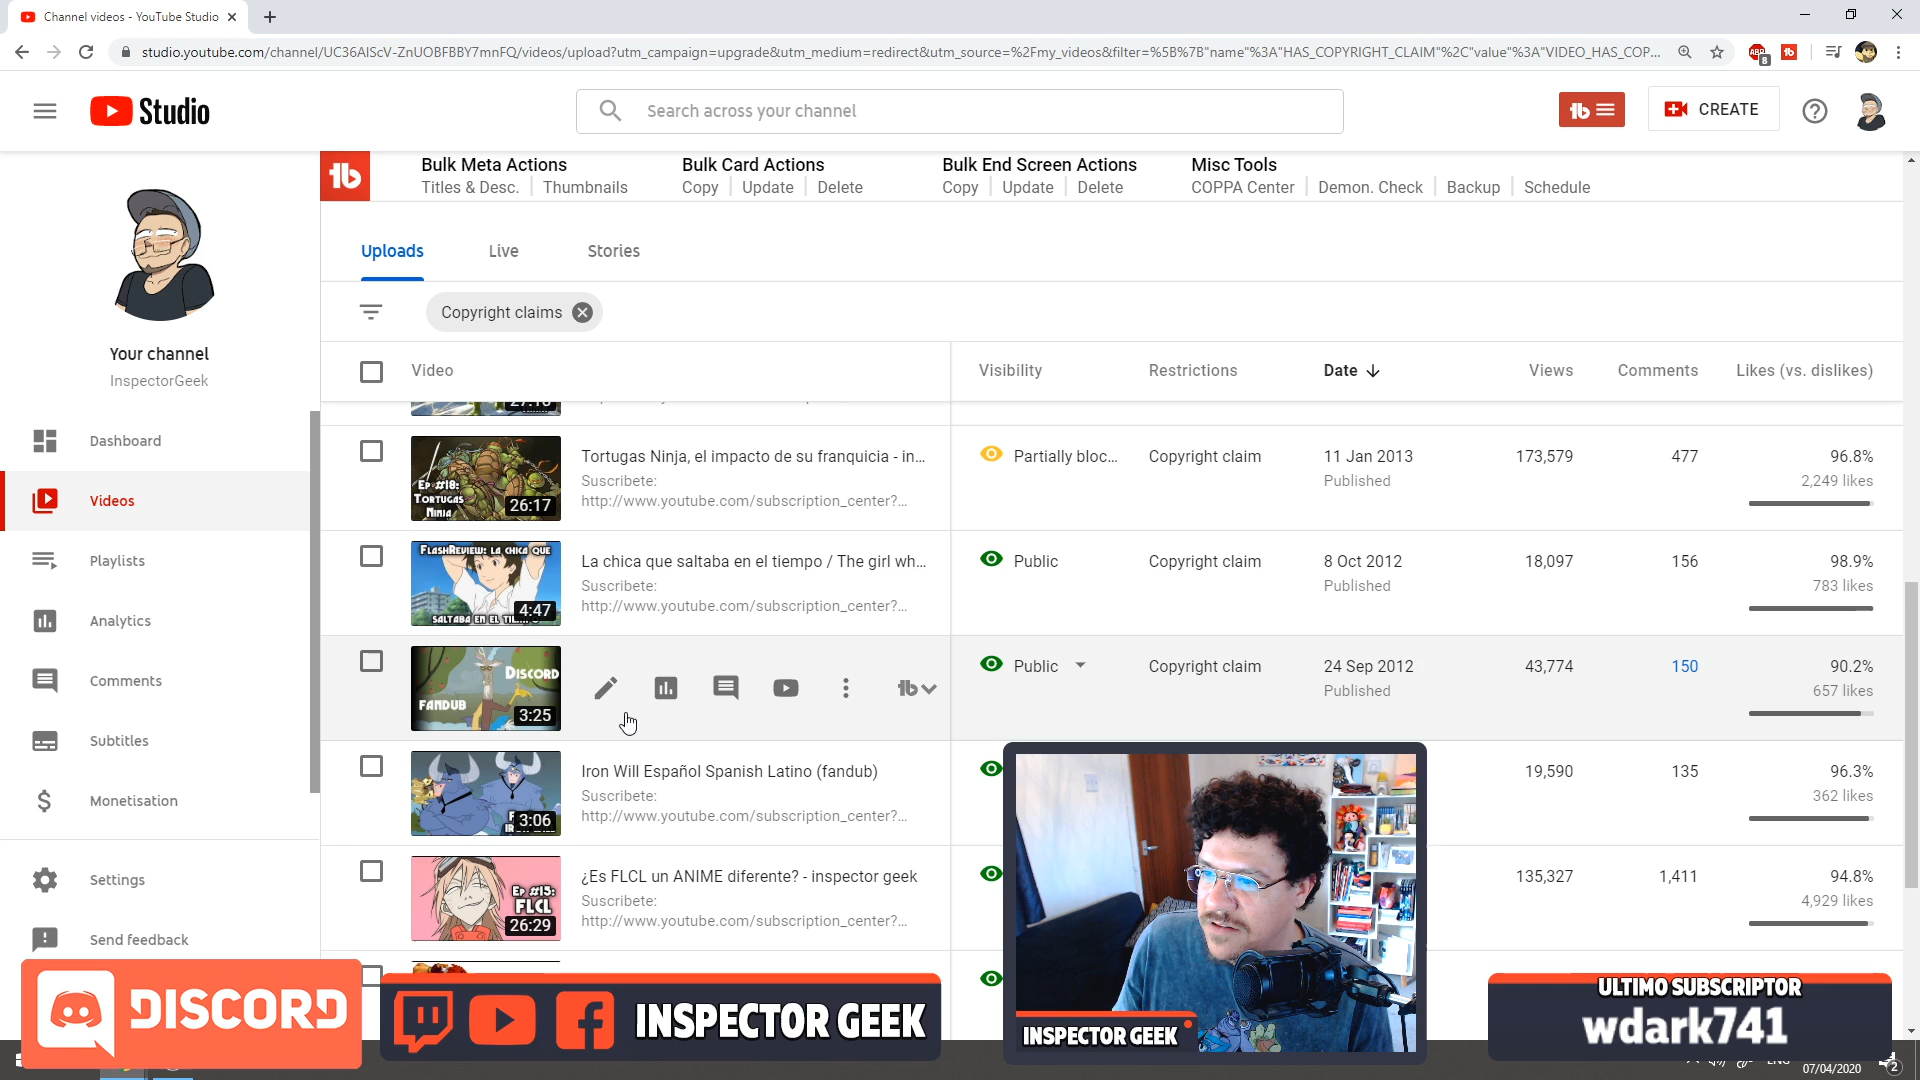 Channel videos - YouTube Studio
studio.youtube.com/channel/UC36AlScV-ZnUOBFBBY7mnFQ/videos/upload?utm_campaign=upgrade&utm_medium=redirect&utm_source=%2Fmy_videos&filter=%5B%7B"name"%3A"HAS_COPYRIGHT_CLAIM"%2C"value"%3A"VIDEO_HAS_COP...
ABP 8
Studio
Search across your channel
CREATE
Bulk Meta Actions
Titles & Desc. Thumbnails
Bulk Card Actions
Copy Update Delete
Bulk End Screen Actions
Copy Update Delete
Misc Tools
COPPA Center Demon. Check Backup Schedule
Your channel
InspectorGeek
Dashboard
Videos
Playlists
Analytics
Comments
Subtitles
Monetisation
Settings
Send feedback
Uploads Live Stories
Copyright claims
Video Visibility Restrictions Date Views Comments Likes (vs. dislikes)
Ep #18:
Tortugas
Ninja
26:17
Tortugas Ninja, el impacto de su franquicia - in...
Suscribete:
http://www.youtube.com/subscription_center?...
Partially bloc... Copyright claim 11 Jan 2013 173,579 477 96.8%
Published 2,249 likes
FlashReview: La chica que
4:47
La chica que saltaba en el tiempo / The girl wh...
Suscribete:
http://www.youtube.com/subscription_center?...
Public Copyright claim 8 Oct 2012 18,097 156 98.9%
Published 783 likes
Discord
Fandub
3:25
Public Copyright claim 24 Sep 2012 43,774 150 90.2%
Published 657 likes
3:06
Iron Will Español Spanish Latino (fandub)
Suscribete:
http://www.youtube.com/subscription_center?...
19,590 135 96.3%
362 likes
Ep #15:
FLCL
26:29
¿Es FLCL un ANIME diferente? - inspector geek
Suscribete:
http://www.youtube.com/subscription_center?...
135,327 1,411 94.8%
4,929 likes
DISCORD
INSPECTOR GEEK
INSPECTOR GEEK
ULTIMO SUBSCRIPTOR
wdark741
07/04/2020
2